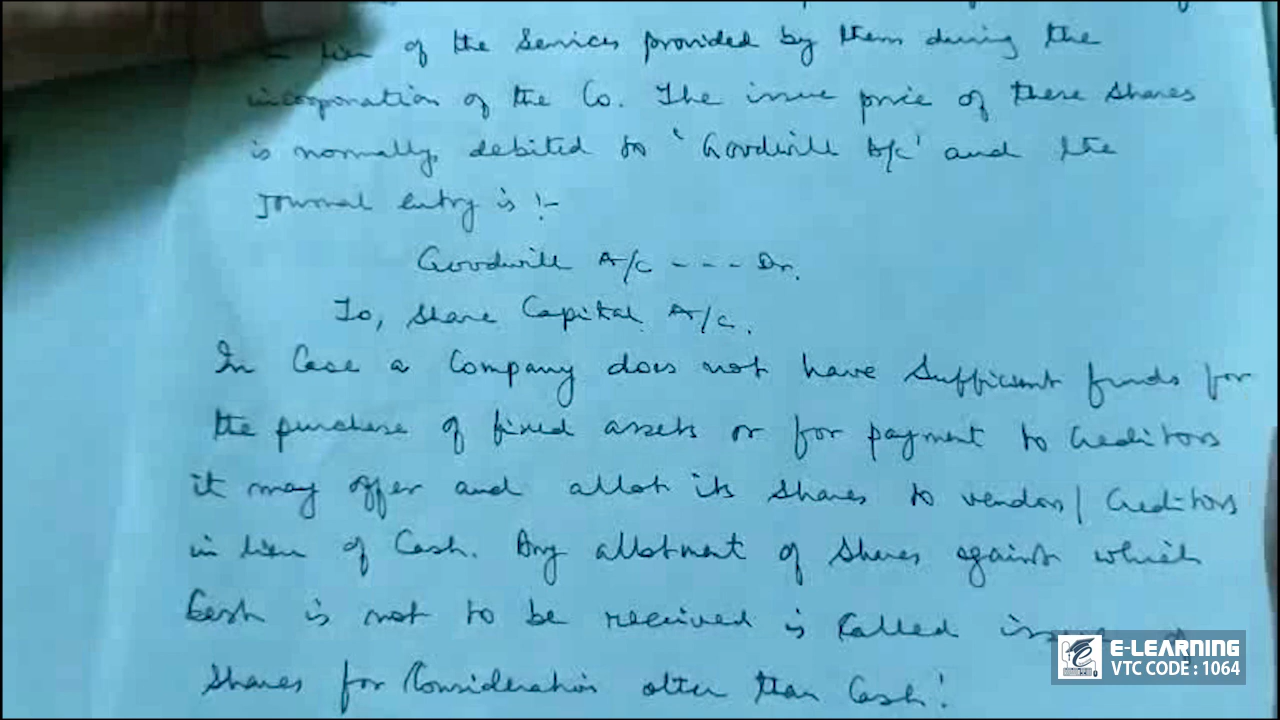 in lieu of the Services provided by them during the
incorporation of the Co. The issue price of these shares
is normally debited to 'Goodwill A/c' and the
Journal entry is :-
Goodwill A/c - - - Dr.
To, Share Capital A/c.
In Case a Company does not have Sufficient funds for
the purchase of fixed assets or for payment to Creditors
it may offer and allot its shares to vendors/ Creditors
in lieu of Cash. Any allotment of Shares against which
Cash is not to be received is Called issue of
Shares for Consideration other than Cash!
E-LEARNING
VTC CODE : 1064